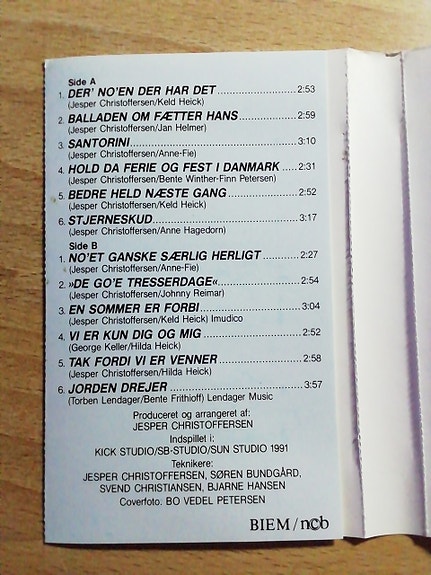 Side A
1. DER' NO'EN DER HAR DET............................2:53
(Jesper Christoffersen/Keld Heick)
2. BALLADEN OM FÆTTER HANS....................2:59
(Jesper Christoffersen/Jan Helmer)
3. SANTORINI.........................................................3:10
(Jesper Christoffersen/Anne-Fie)
4. HOLD DA FERIE OG FEST I DANMARK .....2:31
(Jesper Christoffersen/Bente Winther-Finn Petersen)
5. BEDRE HELD NÆSTE GANG........................2:52
(Jesper Christoffersen/Keld Heick)
6. STJERNESKUD..................................................3:17
(Jesper Christoffersen/Anne Hagedorn)
Side B
1. NO'ET GANSKE SÆRLIG HERLIGT .............2:27
(Jesper Christoffersen/Anne-Fie)
2. »DE GO'E TRESSERDAGE«...........................2:54
(Jesper Christoffersen/Johnny Reimar)
3. EN SOMMER ER FORBI..................................3:04
(Jesper Christoffersen/Keld Heick) Imudico
4. VI ER KUN DIG OG MIG .................................2:52
(George Keller/Hilda Heick)
5. TAK FORDI VI ER VENNER ............................2:58
(Jesper Christoffersen/Hilda Heick)
6. JORDEN DREJER .............................................3:57
(Torben Lendager/Bente Frithioff) Lendager Music
Produceret og arrangeret af:
JESPER CHRISTOFFERSEN
Indspillet i:
KICK STUDIO/SB-STUDIO/SUN STUDIO 1991
Teknikere:
JESPER CHRISTOFFERSEN, SØREN BUNDGÅRD,
SVEND CHRISTIANSEN, BJARNE HANSEN
Coverfoto. BO VEDEL PETERSEN
BIEM/ncb